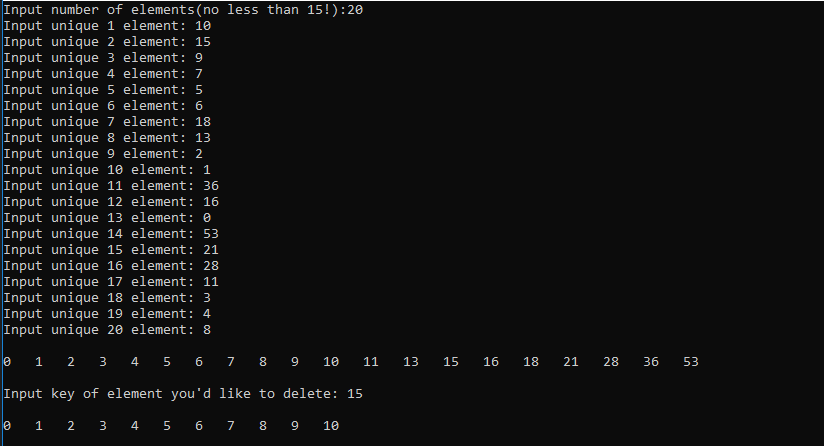 Input number of elements(no less than 15!):20
Input unique 1 element: 10
Input unique 2 element: 15
Input unique 3 element: 9
Input unique 4 element: 7
Input unique 5 element: 5
Input unique 6 element: 6
Input unique 7 element: 18
Input unique 8 element: 13
Input unique 9 element: 2
Input unique 10 element: 1
Input unique 11 element: 36
Input unique 12 element: 16
Input unique 13 element: 0
Input unique 14 element: 53
Input unique 15 element: 21
Input unique 16 element: 28
Input unique 17 element: 11
Input unique 18 element: 3
Input unique 19 element: 4
Input unique 20 element: 8
0   1   2   3   4   5   6   7   8   9   10   11   13   15   16   18   21   28   36   53
Input key of element you'd like to delete: 15
0   1   2   3   4   5   6   7   8   9   10